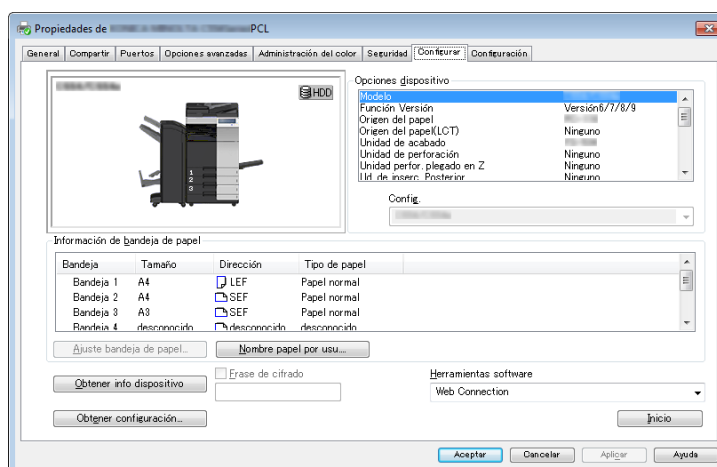 Propiedades de PCL
General Compartir Puertos Opciones avanzadas Administración del color Seguridad Configurar Configuración
HDD
1
2
3
Opciones dispositivo
Modelo
Función Versión Versión6/7/8/9
Origen del papel
Origen del papel(LCT) Ninguno
Unidad de acabado
Unidad de perforación Ninguno
Unidad perfor. plegado en Z Ninguno
Ud. de inserc. Posterior Ninguno
Config.
Información de bandeja de papel
Bandeja Tamaño Dirección Tipo de papel
Bandeja 1 A4 LEF Papel normal
Bandeja 2 A4 SEF Papel normal
Bandeja 3 A3 SEF Papel normal
Bandeja 4 desconocido desconocido desconocido
Ajuste bandeja de papel... Nombre papel por usu....
Obtener info dispositivo Frase de cifrado Herramientas software
Web Connection
Obtener configuración... Inicio
Aceptar Cancelar Aplicar Ayuda